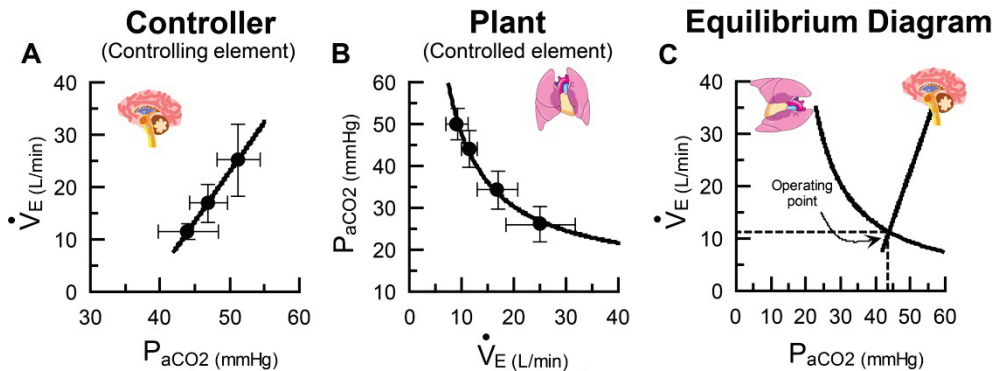 Controller
(Controlling element)
Plant
(Controlled element)
Equilibrium Diagram
A
40
30
20
10
0
V̇E (L/min)
30
40
50
60
PaCO2 (mmHg)
B
60
50
40
30
20
10
PaCO2 (mmHg)
0
10
20
30
40
V̇E (L/min)
C
40
30
20
10
0
V̇E (L/min)
Operating
point
0
10
20
30
40
50
60
PaCO2 (mmHg)